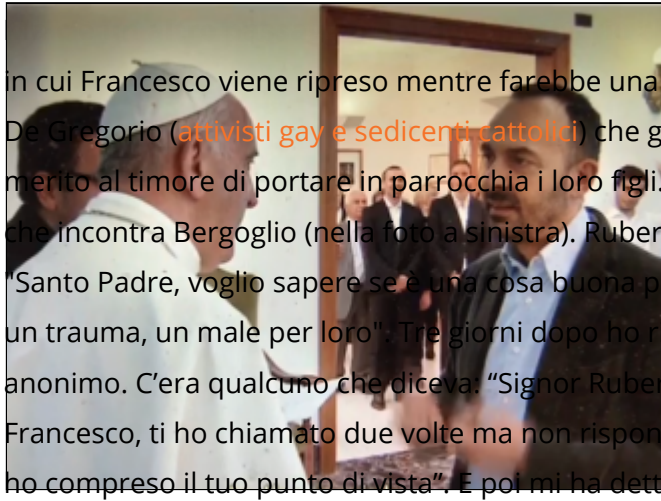 in cui Francesco viene ripreso mentre farebbe una
De Gregorio (attivisti gay e sedicenti cattolici) che g
merito al timore di portare in parrocchia i loro figli.
che incontra Bergoglio (nella foto a sinistra). Ruber
"Santo Padre, voglio sapere se è una cosa buona p
un trauma, un male per loro". Tre giorni dopo ho r
anonimo. C’era qualcuno che diceva: “Signor Rube
Francesco, ti ho chiamato due volte ma non rispon
ho compreso il tuo punto di vista”. E poi mi ha dett